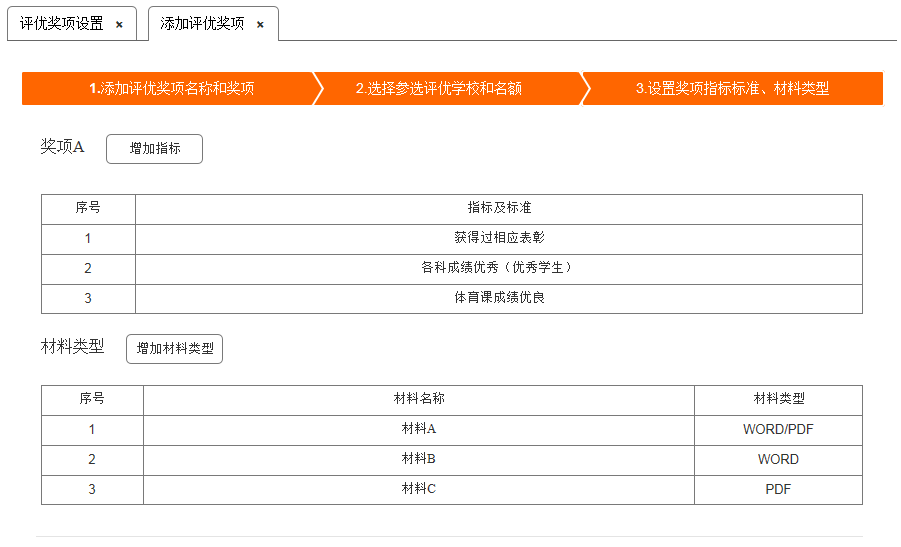 评优奖项设置 × 添加评优奖项 ×
1.添加评优奖项名称和奖项 2.选择参选评优学校和名额 3.设置奖项指标标准、材料类型
奖项A 增加指标
序号 指标及标准
1 获得过相应表彰
2 各科成绩优秀（优秀学生）
3 体育课成绩优良
材料类型 增加材料类型
序号 材料名称 材料类型
1 材料A WORD/PDF
2 材料B WORD
3 材料C PDF